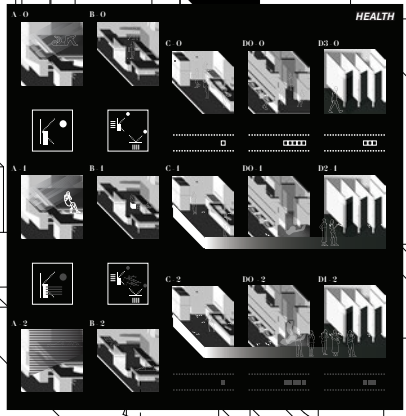 HEALTH
A - 0
B - 0
C - 0
D0 - 0
D3 - 0
A - 1
B - 1
C - 1
D0 - 1
D2 - 1
A - 2
B - 2
C - 2
D0 - 2
D1 - 2